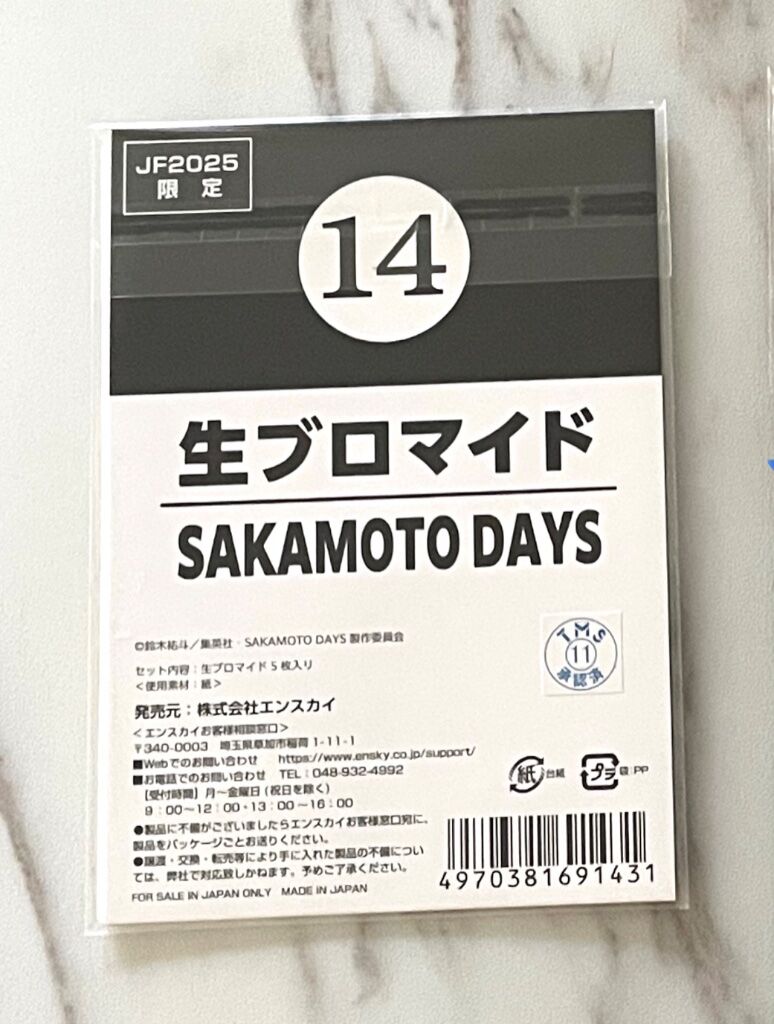 JF2025
限定
14
生ブロマイド
SAKAMOTO DAYS
©鈴木祐斗／集英社・SAKAMOTO DAYS 製作委員会
セット内容：生ブロマイド5枚入り
＜使用素材：紙＞
発売元：株式会社エンスカイ
＜エンスカイお客様相談窓口＞
〒340-0003　埼玉県草加市稲荷1-11-1
■Webでのお問い合わせ　https://www.ensky.co.jp/support/
■お電話でのお問い合わせ　TEL：048-932-4992
［受付時間］月～金曜日(祝日を除く)
9：00～12：00・13：00～16：00
●製品に不備がございましたらエンスカイお客様窓口宛に、
製品をパッケージごとお送りください。
●譲渡・交換・転売等により手に入れた製品の不備につい
ては、弊社で対応致しかねます。予めご了承ください。
FOR SALE IN JAPAN ONLY　MADE IN JAPAN
TMS
11
承認済
紙 台紙
プラ 袋:PP
4970381691431